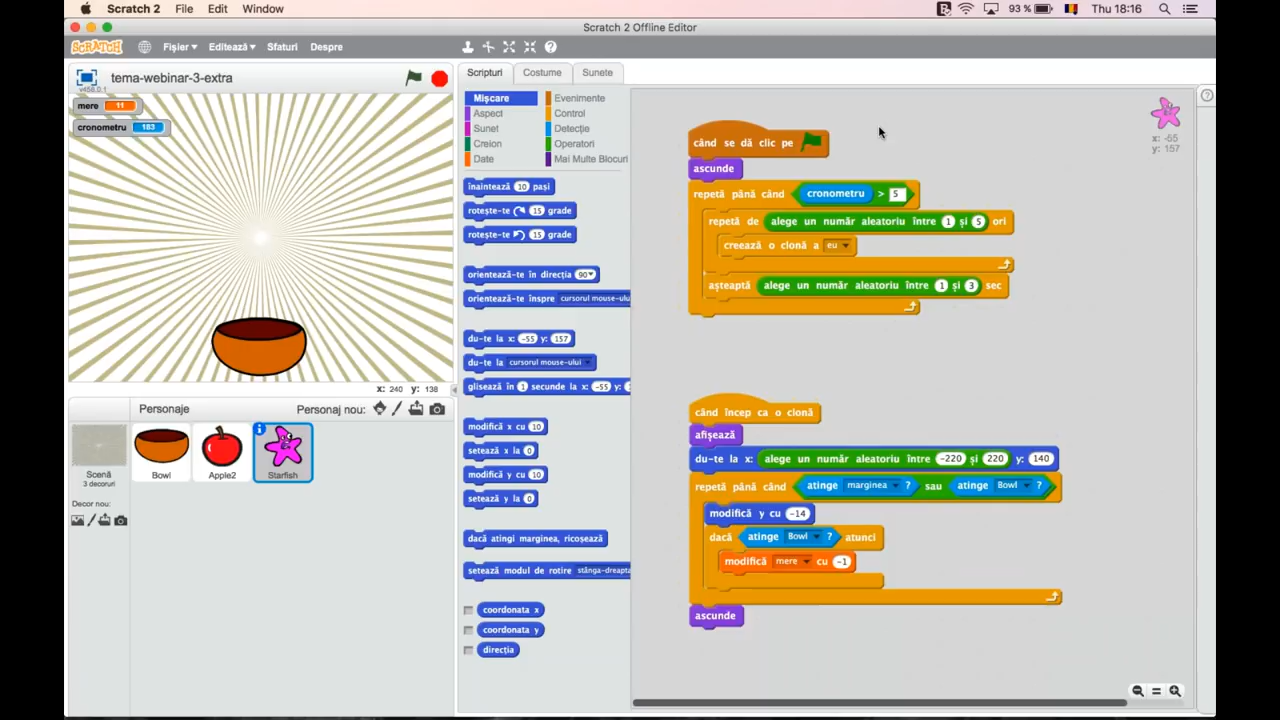 Scratch 2 File Edit Window 93 % Thu 18:16
Scratch 2 Offline Editor
SCRATCH Fișier Editează Sfaturi Despre
tema-webinar-3-extra
v456.0.1
mere 11
cronometru 183
x: 240 y: 138
Personaje Personaj nou:
Scenă
3 decoruri
Decor nou:
Bowl
Apple2
Starfish
Scripturi Costume Sunete
Mișcare Evenimente
Aspect Control
Sunet Detecție
Creion Operatori
Date Mai Multe Blocuri
înaintează 10 pași
rotește-te 15 grade
rotește-te 15 grade
orientează-te în direcția 90
orientează-te înspre cursorul mouse-ulu
du-te la x: -55 y: 157
du-te la cursorul mouse-ului
glisează în 1 secunde la x: -55 y:
modifică x cu 10
setează x la 0
modifică y cu 10
setează y la 0
dacă atingi marginea, ricoșează
setează modul de rotire stânga-dreapta
coordonata x
coordonata y
direcția
când se dă clic pe
ascunde
repetă până când cronometru > 5
repetă de alege un număr aleatoriu între 1 și 5 ori
creează o clonă a eu
așteaptă alege un număr aleatoriu între 1 și 3 sec
când încep ca o clonă
afișează
du-te la x: alege un număr aleatoriu între -220 și 220 y: 140
repetă până când atinge marginea ? sau atinge Bowl ?
modifică y cu -14
dacă atinge Bowl ? atunci
modifică mere cu -1
ascunde
x: -55
y: 157